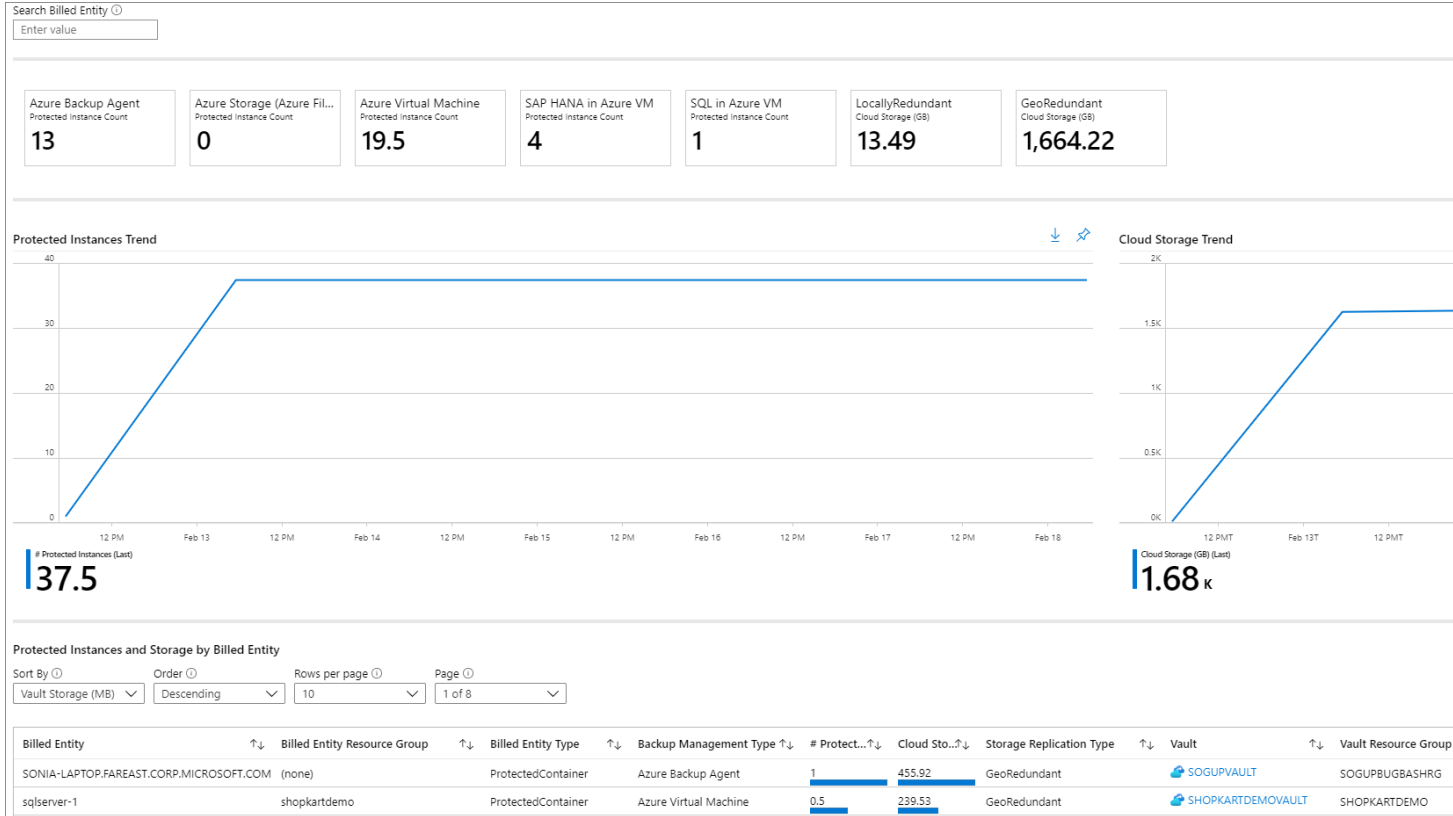 Search Billed Entity
Enter value
Azure Backup Agent
Protected Instance Count
13
Azure Storage (Azure Fil...
Protected Instance Count
0
Azure Virtual Machine
Protected Instance Count
19.5
SAP HANA in Azure VM
Protected Instance Count
4
SQL in Azure VM
Protected Instance Count
1
LocallyRedundant
Cloud Storage (GB)
13.49
GeoRedundant
Cloud Storage (GB)
1,664.22
Protected Instances Trend
40
30
20
10
0
12 PM Feb 13 12 PM Feb 14 12 PM Feb 15 12 PM Feb 16 12 PM Feb 17 12 PM Feb 18
# Protected Instances (Last)
37.5
Cloud Storage Trend
2K
1.5K
1K
0.5K
0K
12 PMT Feb 13T 12 PMT
Cloud Storage (GB) (Last)
1.68 K
Protected Instances and Storage by Billed Entity
Sort By Order Rows per page Page
Vault Storage (MB) Descending 10 1 of 8
Billed Entity Billed Entity Resource Group Billed Entity Type Backup Management Type # Protect... Cloud Sto... Storage Replication Type Vault Vault Resource Group
SONIA-LAPTOP.FAREAST.CORP.MICROSOFT.COM (none) ProtectedContainer Azure Backup Agent 1 455.92 GeoRedundant SOGUPVAULT SOGUPBUGBASHRG
sqlserver-1 shopkartdemo ProtectedContainer Azure Virtual Machine 0.5 239.53 GeoRedundant SHOPKARTDEMOVAULT SHOPKARTDEMO